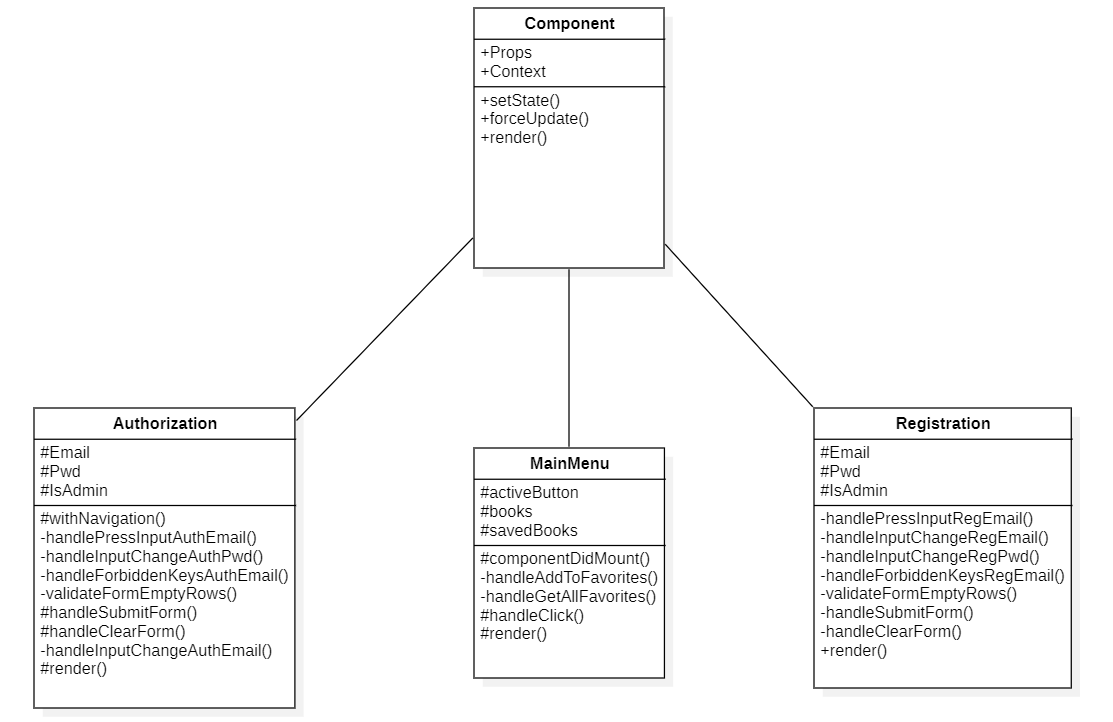 Component
+Props
+Context
+setState()
+forceUpdate()
+render()
Authorization
#Email
#Pwd
#IsAdmin
#withNavigation()
-handlePressInputAuthEmail()
-handleInputChangeAuthPwd()
-handleForbiddenKeysAuthEmail()
-validateFormEmptyRows()
#handleSubmitForm()
#handleClearForm()
-handleInputChangeAuthEmail()
#render()
MainMenu
#activeButton
#books
#savedBooks
#componentDidMount()
-handleAddToFavorites()
-handleGetAllFavorites()
#handleClick()
#render()
Registration
#Email
#Pwd
#IsAdmin
-handlePressInputRegEmail()
-handleInputChangeRegEmail()
-handleInputChangeRegPwd()
-handleForbiddenKeysRegEmail()
-validateFormEmptyRows()
-handleSubmitForm()
-handleClearForm()
+render()